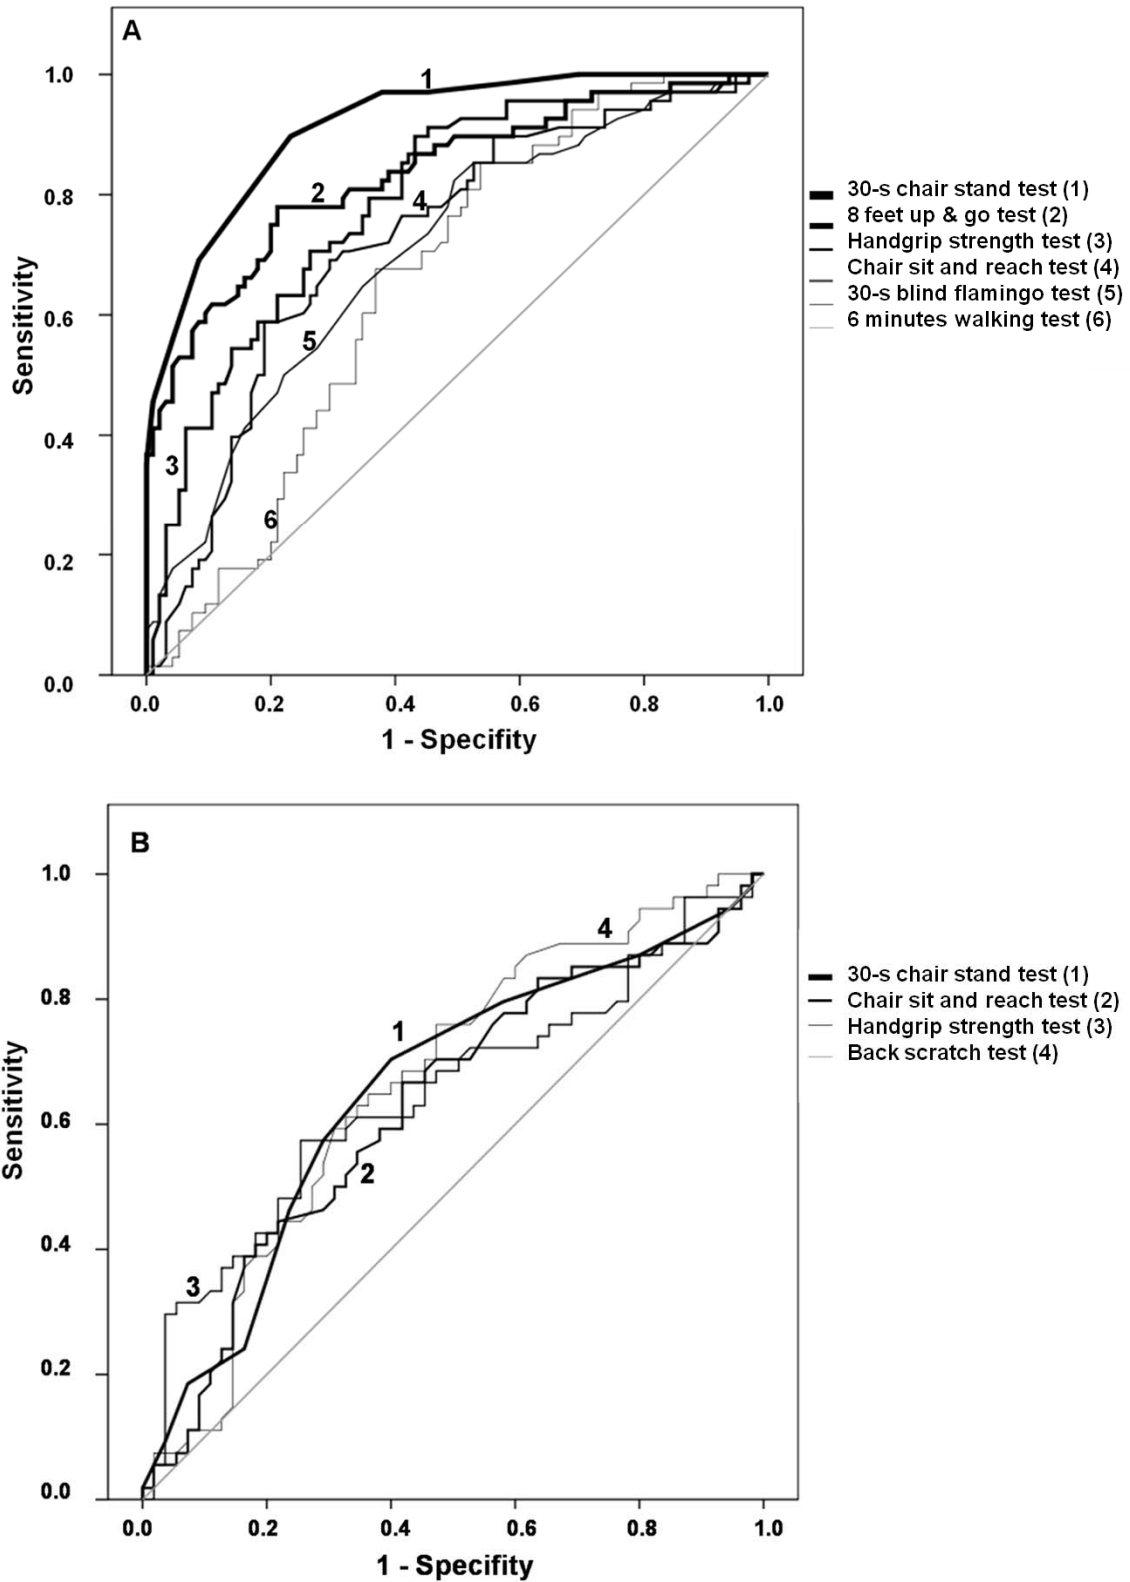 A
1.0
0.8
0.6
0.4
0.2
0.0
Sensitivity
1
2
3
4
5
6
0.0 0.2 0.4 0.6 0.8 1.0
1 - Specifity
30-s chair stand test (1)
8 feet up & go test (2)
Handgrip strength test (3)
Chair sit and reach test (4)
30-s blind flamingo test (5)
6 minutes walking test (6)
B
1.0
0.8
0.6
0.4
0.2
0.0
Sensitivity
4
1
2
3
0.0 0.2 0.4 0.6 0.8 1.0
1 - Specifity
30-s chair stand test (1)
Chair sit and reach test (2)
Handgrip strength test (3)
Back scratch test (4)